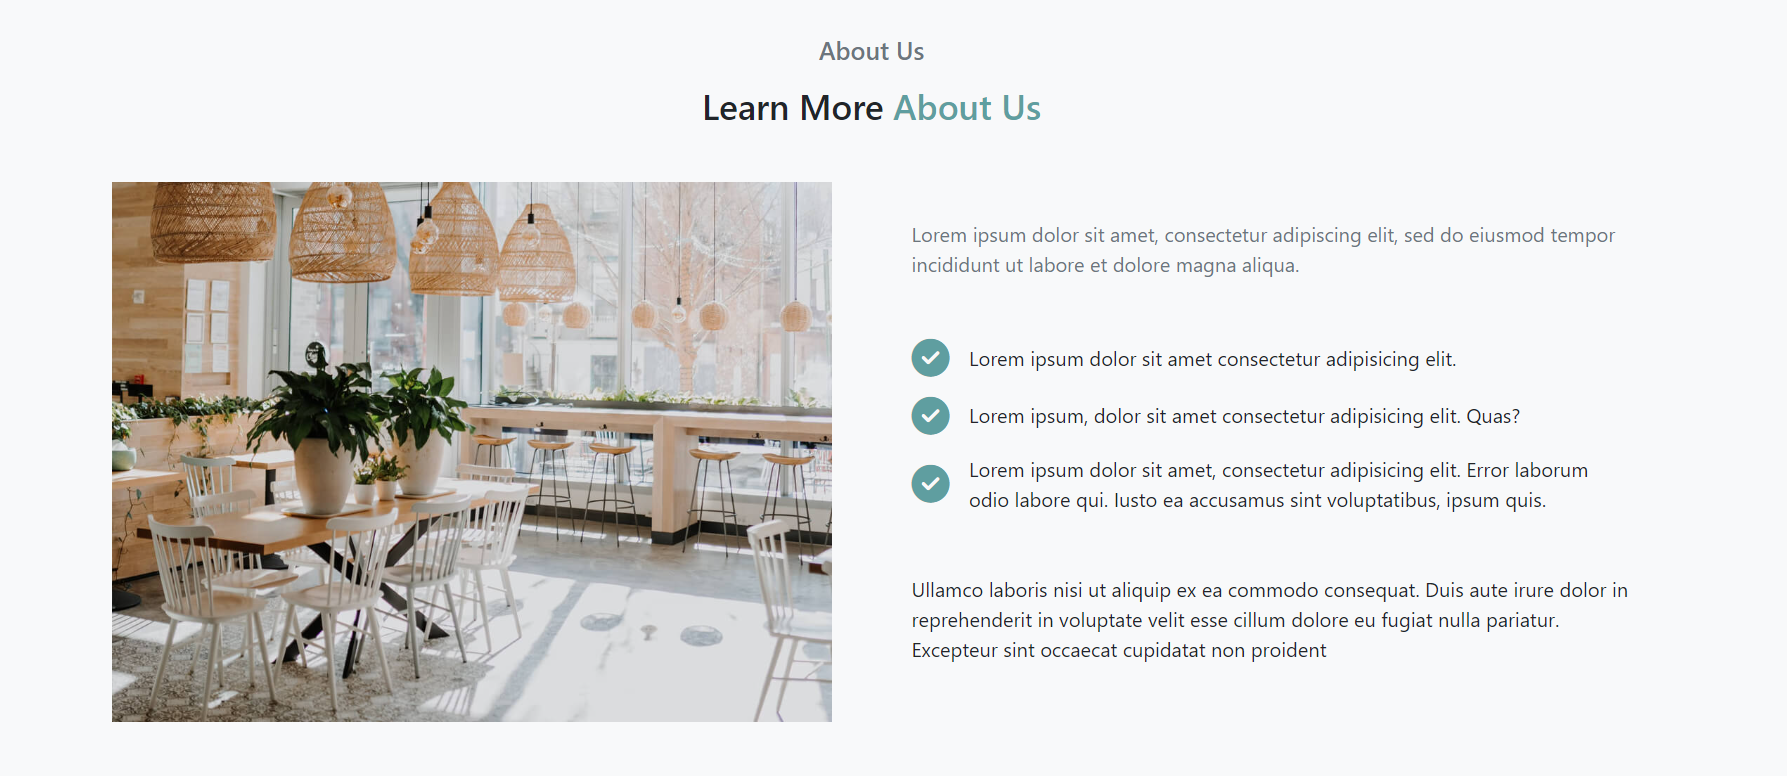 About Us
Learn More About Us
Lorem ipsum dolor sit amet, consectetur adipiscing elit, sed do eiusmod tempor
incididunt ut labore et dolore magna aliqua.
Lorem ipsum dolor sit amet consectetur adipisicing elit.
Lorem ipsum, dolor sit amet consectetur adipisicing elit. Quas?
Lorem ipsum dolor sit amet, consectetur adipisicing elit. Error laborum
odio labore qui. Iusto ea accusamus sint voluptatibus, ipsum quis.
Ullamco laboris nisi ut aliquip ex ea commodo consequat. Duis aute irure dolor in
reprehenderit in voluptate velit esse cillum dolore eu fugiat nulla pariatur.
Excepteur sint occaecat cupidatat non proident